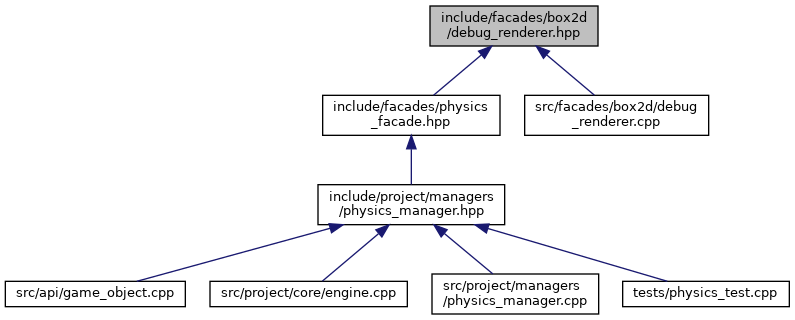 include/facades/box2d
/debug_renderer.hpp
include/facades/physics
_facade.hpp
src/facades/box2d/debug
_renderer.cpp
include/project/managers
/physics_manager.hpp
src/api/game_object.cpp
src/project/core/engine.cpp
src/project/managers
/physics_manager.cpp
tests/physics_test.cpp